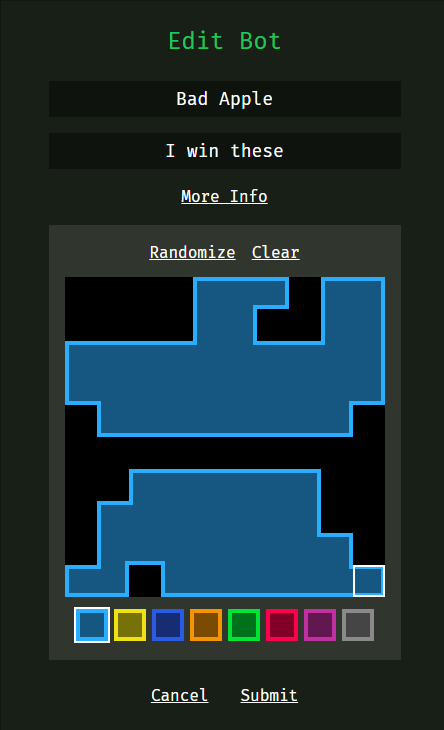 Edit Bot
Bad Apple
I win these
More Info
Randomize Clear
Cancel Submit